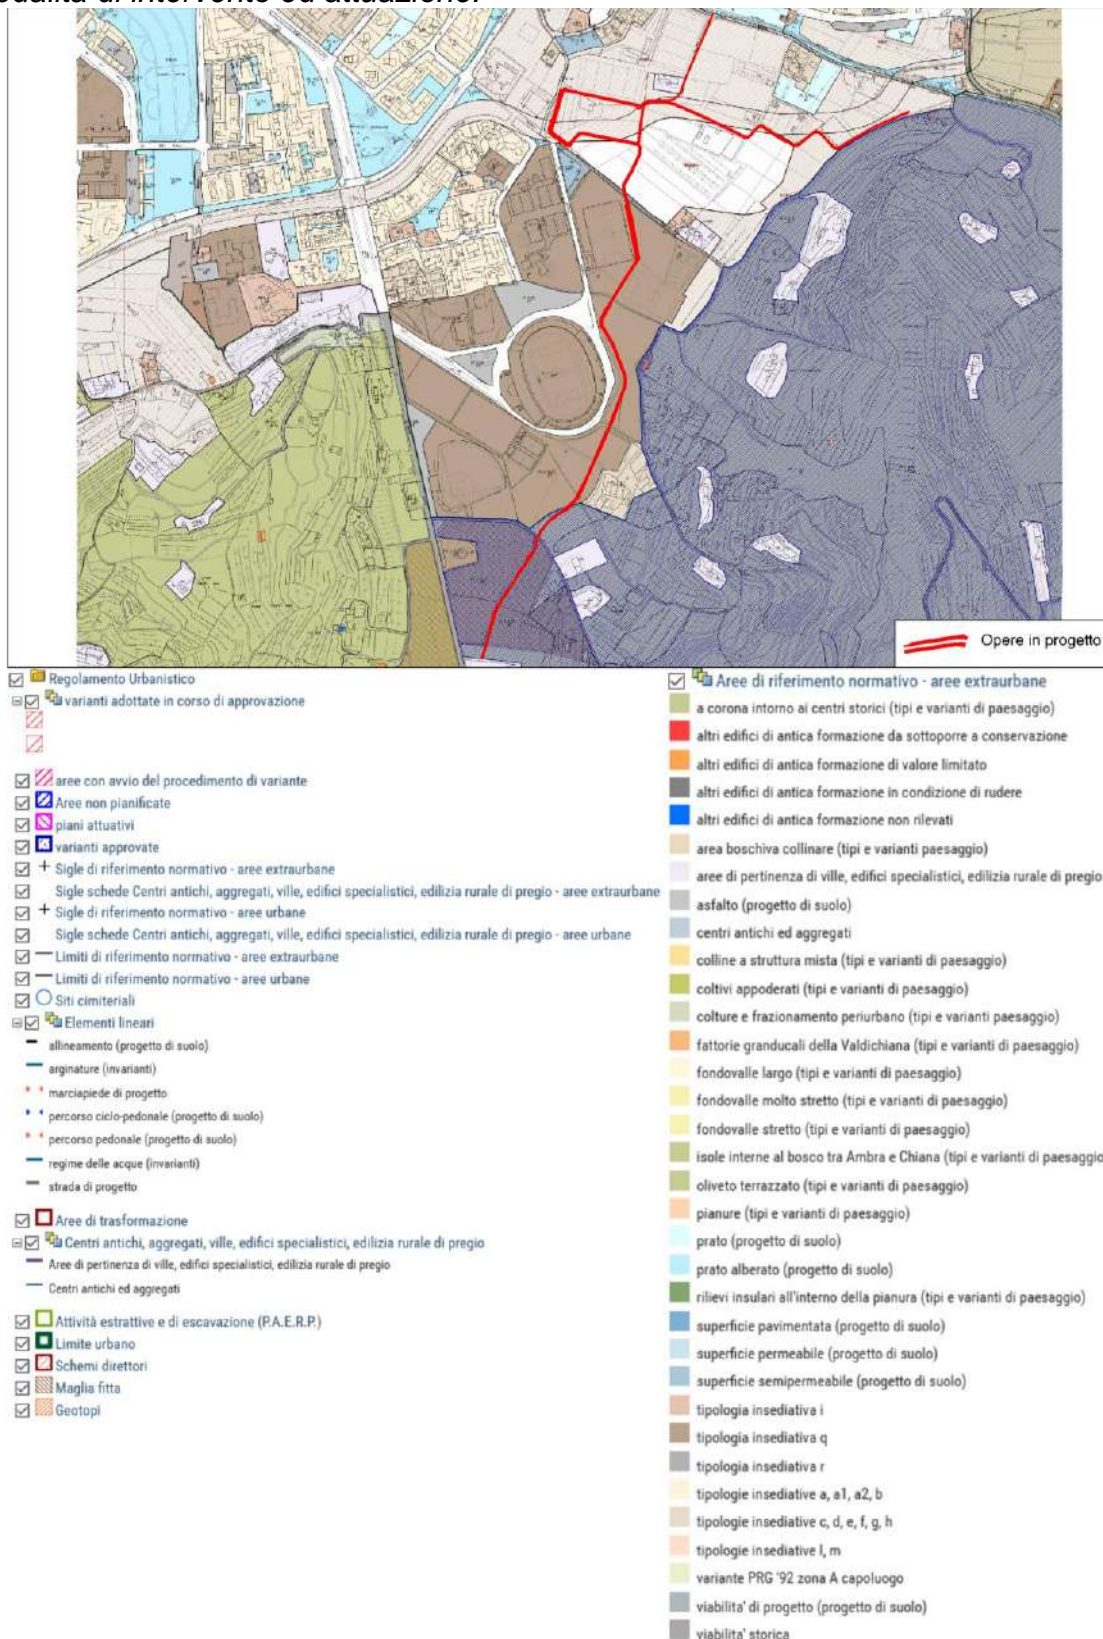 odalità di intervento ed attuazione.
Opere in progetto
Regolamento Urbanistico
varianti adottate in corso di approvazione
aree con avvio del procedimento di variante
Aree non pianificate
piani attuativi
varianti approvate
Sigle di riferimento normativo - aree extraurbane
Sigle schede Centri antichi, aggregati, ville, edifici specialistici, edilizia rurale di pregio - aree extraurbane
Sigle di riferimento normativo - aree urbane
Sigle schede Centri antichi, aggregati, ville, edifici specialistici, edilizia rurale di pregio - aree urbane
Limiti di riferimento normativo - aree extraurbane
Limiti di riferimento normativo - aree urbane
Siti cimiteriali
Elementi lineari
allineamento (progetto di suolo)
arginature (invarianti)
marciapiede di progetto
percorso ciclo-pedonale (progetto di suolo)
percorso pedonale (progetto di suolo)
regime delle acque (invarianti)
strada di progetto
Aree di trasformazione
Centri antichi, aggregati, ville, edifici specialistici, edilizia rurale di pregio
Aree di pertinenza di ville, edifici specialistici, edilizia rurale di pregio
Centri antichi ed aggregati
Attività estrattive e di escavazione (P.A.E.R.P.)
Limite urbano
Schemi direttori
Maglia fitta
Geotopi
Aree di riferimento normativo - aree extraurbane
a corona intorno ai centri storici (tipi e varianti di paesaggio)
altri edifici di antica formazione da sottoporre a conservazione
altri edifici di antica formazione di valore limitato
altri edifici di antica formazione in condizione di rudere
altri edifici di antica formazione non rilevati
area boschiva collinare (tipi e varianti paesaggio)
aree di pertinenza di ville, edifici specialistici, edilizia rurale di pregio
asfalto (progetto di suolo)
centri antichi ed aggregati
colline a struttura mista (tipi e varianti di paesaggio)
coltivi appoderati (tipi e varianti di paesaggio)
colture e frazionamento periurbano (tipi e varianti paesaggio)
fattorie granducali della Valdichiana (tipi e varianti di paesaggio)
fondovalle largo (tipi e varianti di paesaggio)
fondovalle molto stretto (tipi e varianti di paesaggio)
fondovalle stretto (tipi e varianti di paesaggio)
isole interne al bosco tra Ambra e Chiana (tipi e varianti di paesaggio
oliveto terrazzato (tipi e varianti di paesaggio)
pianure (tipi e varianti di paesaggio)
prato (progetto di suolo)
prato alberato (progetto di suolo)
rilievi insulari all'interno della pianura (tipi e varianti di paesaggio)
superficie pavimentata (progetto di suolo)
superficie permeabile (progetto di suolo)
superficie semipermeabile (progetto di suolo)
tipologia insediativa i
tipologia insediativa q
tipologia insediativa r
tipologie insediative a, a1, a2, b
tipologie insediative c, d, e, f, g, h
tipologie insediative l, m
variante PRG '92 zona A capoluogo
viabilita' di progetto (progetto di suolo)
viabilita' storica